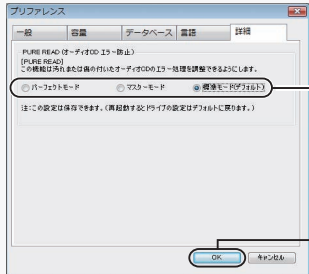 プリファレンス
一般 容量 データベース 言語 詳細
PURE READ (オーディオCD エラー防止)
[PURE READ]
この機能は汚れまたは傷の付いたオーディオCDのエラー処理を調整できるようにします。
パーフェクトモード マスターモード 標準モード(デフォルト)
注:この設定は保存できます。(再起動するとドライブの設定はデフォルトに戻ります。)
OK キャンセル